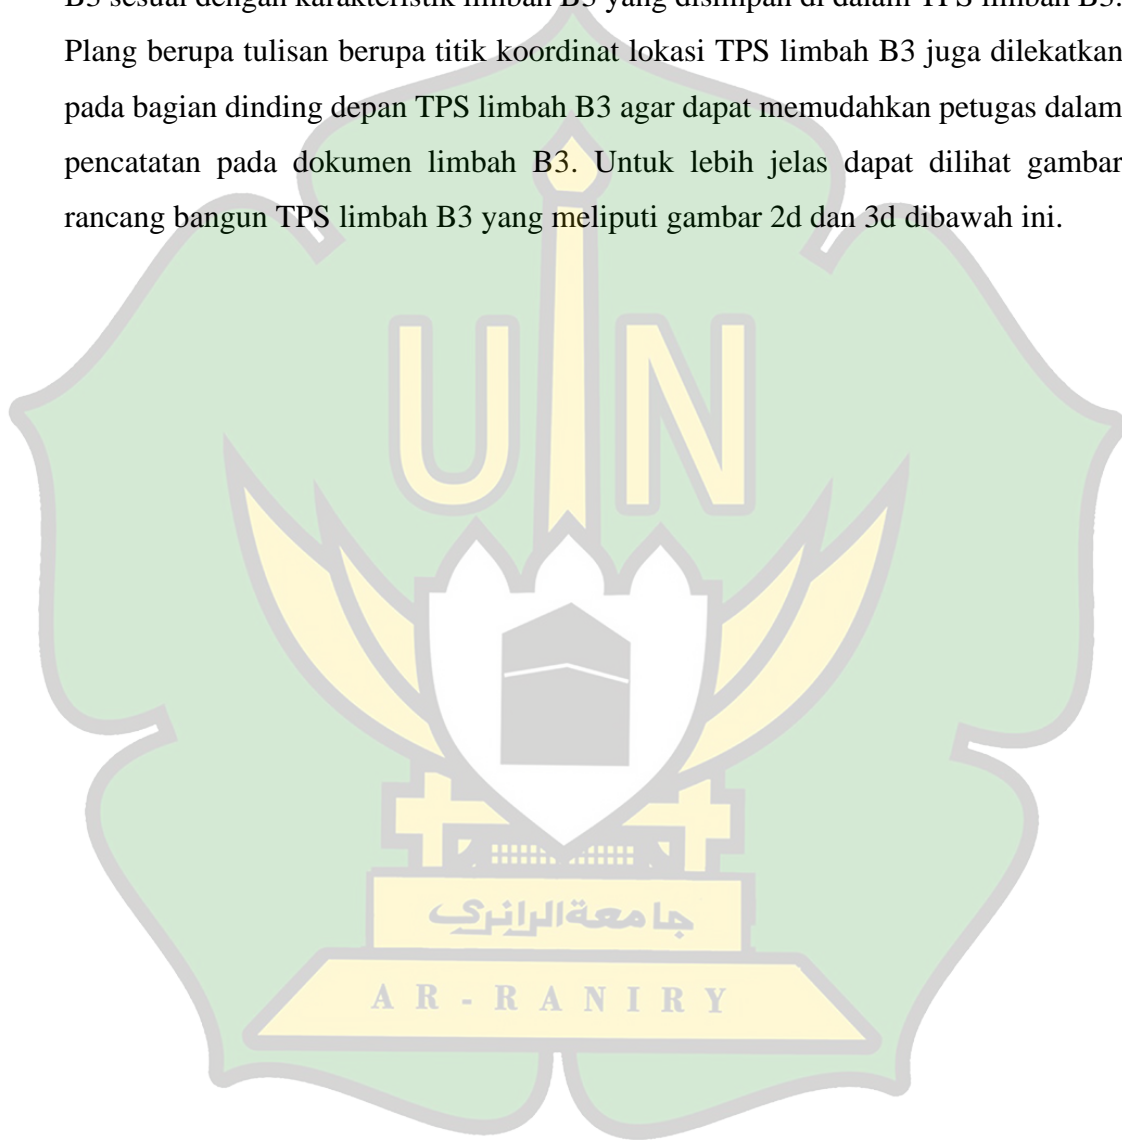 B3 sesuai dengan karakteristik limbah B3 yang disimpan di dalam TPS limbah B3.
Plang berupa tulisan berupa titik koordinat lokasi TPS limbah B3 juga dilekatkan
pada bagian dinding depan TPS limbah B3 agar dapat memudahkan petugas dalam
pencatatan pada dokumen limbah B3. Untuk lebih jelas dapat dilihat gambar
rancang bangun TPS limbah B3 yang meliputi gambar 2d dan 3d dibawah ini.
U N
جامعة الرانري
AR-RANIRY